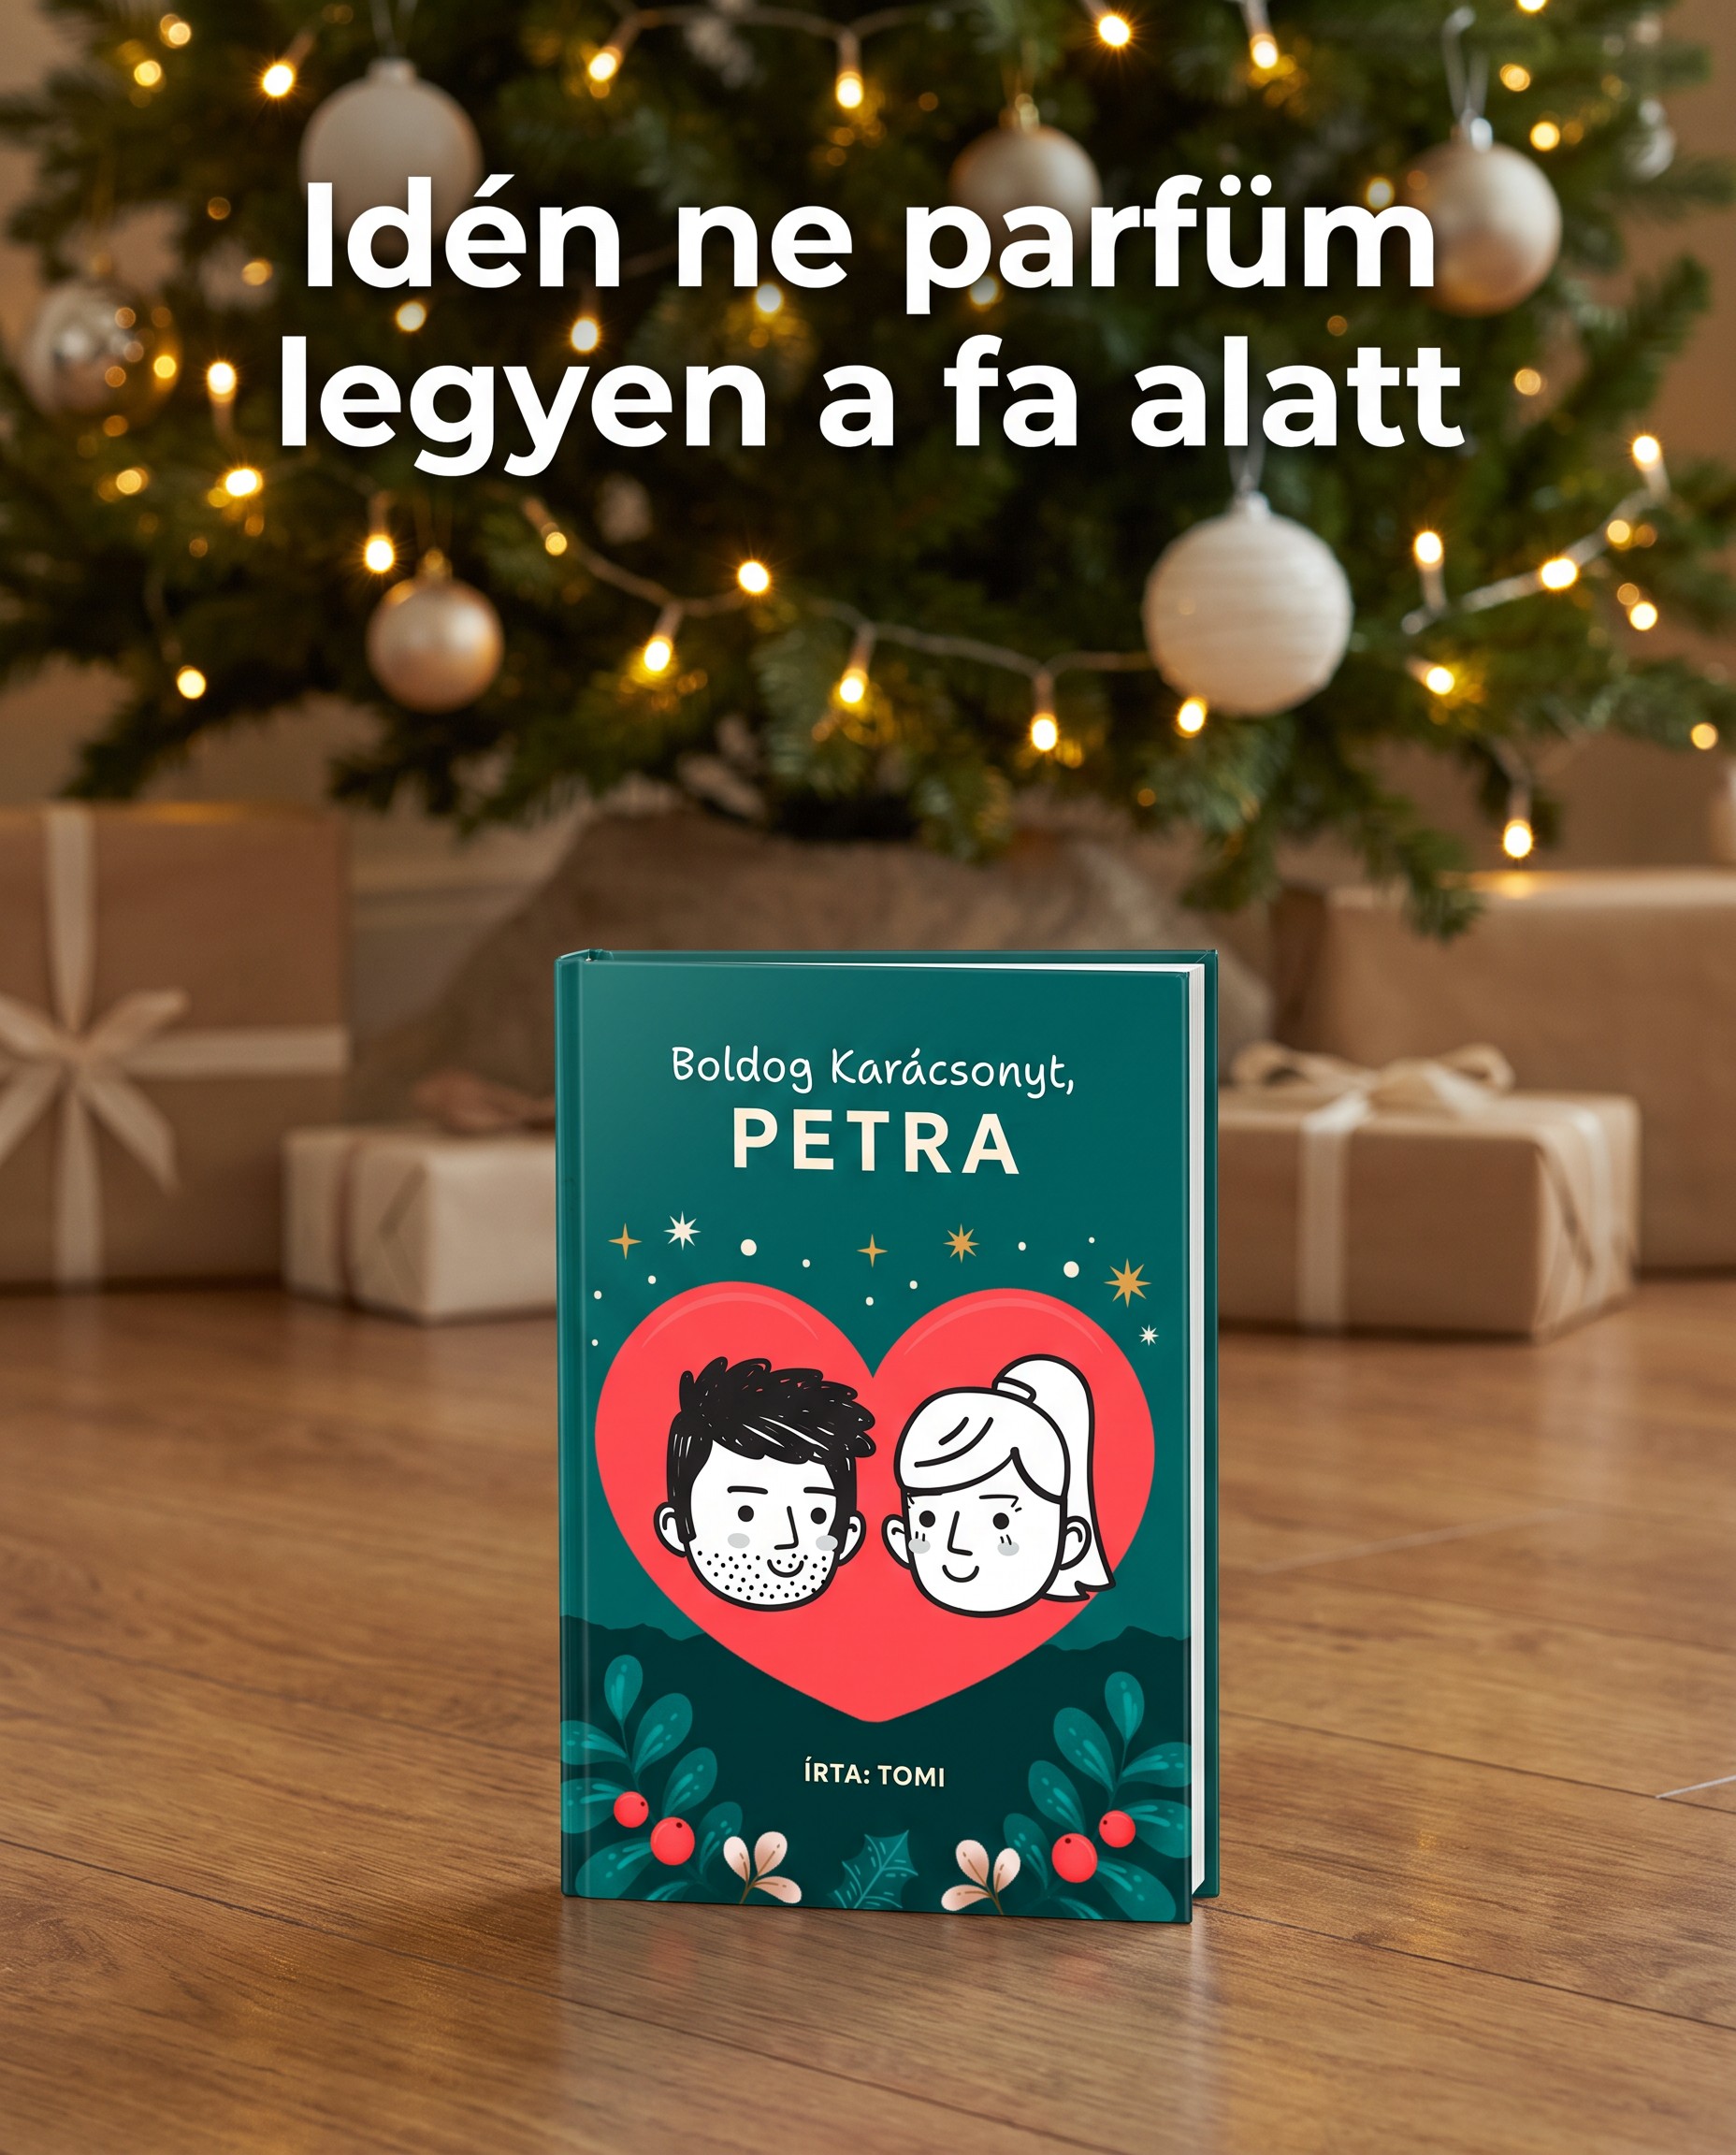 Idén ne parfüm
legyen a fa alatt
Boldog Karácsonyt,
PETRA
ÍRTA: TOMI